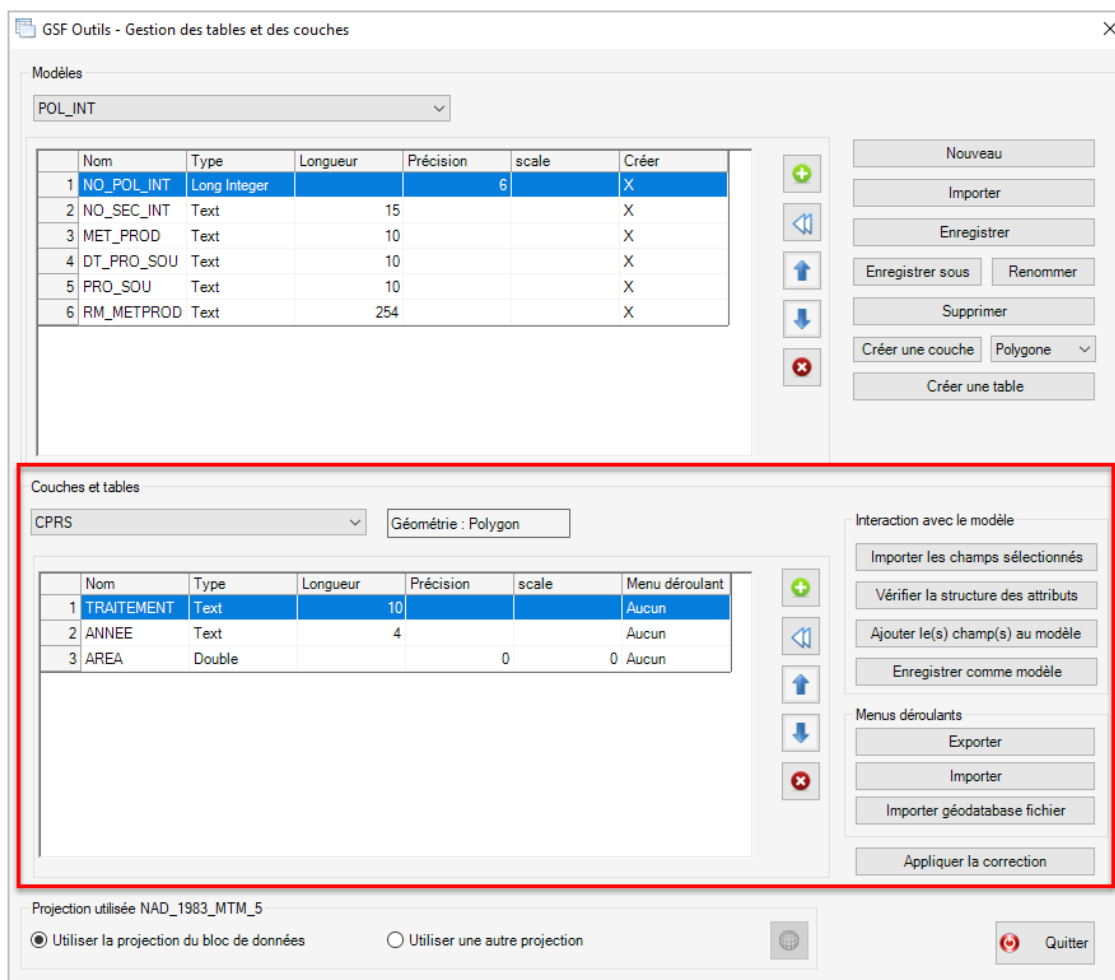 GSF Outils - Gestion des tables et des couches
Modèles
POL_INT
Nom Type Longueur Précision scale Créer
1 NO_POL_INT Long Integer 6 X
2 NO_SEC_INT Text 15 X
3 MET_PROD Text 10 X
4 DT_PRO_SOU Text 10 X
5 PRO_SOU Text 10 X
6 RM_METPROD Text 254 X
Nouveau
Importer
Enregistrer
Enregistrer sous Renommer
Supprimer
Créer une couche Polygone
Créer une table
Couches et tables
CPRS Géométrie : Polygon
Nom Type Longueur Précision scale Menu déroulant
1 TRAITEMENT Text 10 Aucun
2 ANNEE Text 4 Aucun
3 AREA Double 0 0 Aucun
Interaction avec le modèle
Importer les champs sélectionnés
Vérifier la structure des attributs
Ajouter le(s) champ(s) au modèle
Enregistrer comme modèle
Menus déroulants
Exporter
Importer
Importer géodatabase fichier
Appliquer la correction
Projection utilisée NAD_1983_MTM_5
Utiliser la projection du bloc de données Utiliser une autre projection
Quitter